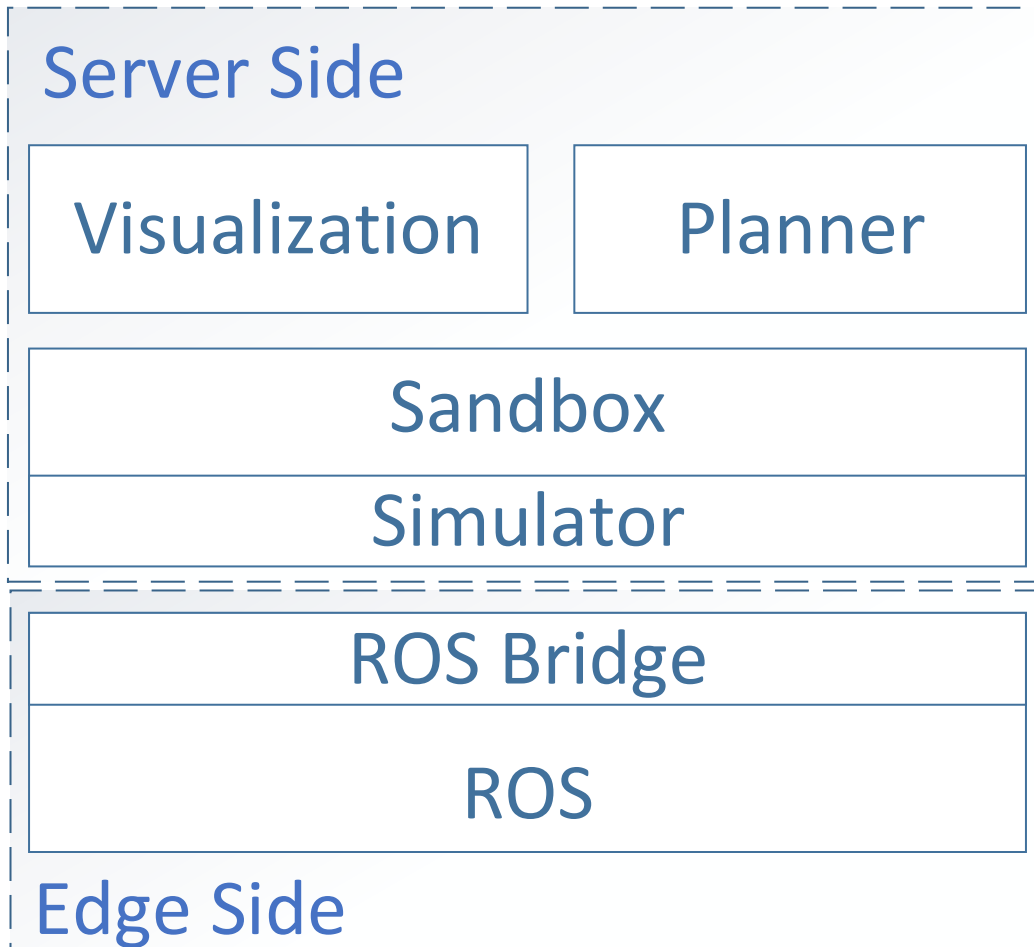 Server Side
Visualization
Planner
Sandbox
Simulator
ROS Bridge
ROS
Edge Side